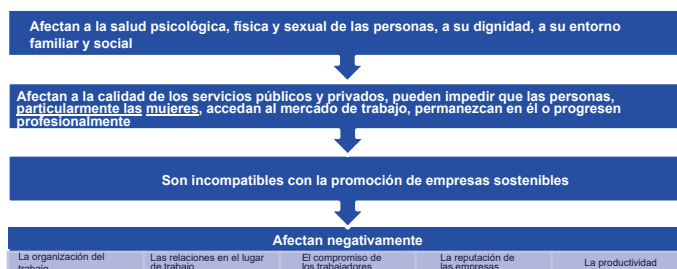 Afectan a la salud psicológica, física y sexual de las personas, a su dignidad, a su entorno
familiar y social
Afectan a la calidad de los servicios públicos y privados, pueden impedir que las personas,
particularmente las mujeres, accedan al mercado de trabajo, permanezcan en él o progresen
profesionalmente
Son incompatibles con la promoción de empresas sostenibles
Afectan negativamente
La organización del
trabajo
Las relaciones en el lugar
de trabajo
El compromiso de
los trabajadores
La reputación de
las empresas
La productividad